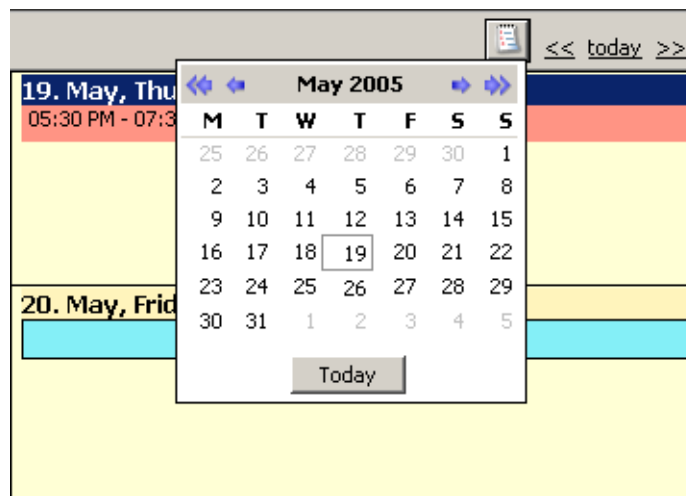 << today >>
May 2005
19. May, Thu
05:30 PM - 07:3
M T W T F S S
25 26 27 28 29 30 1
2 3 4 5 6 7 8
9 10 11 12 13 14 15
16 17 18 19 20 21 22
23 24 25 26 27 28 29
20. May, Frid
30 31 1 2 3 4 5
Today